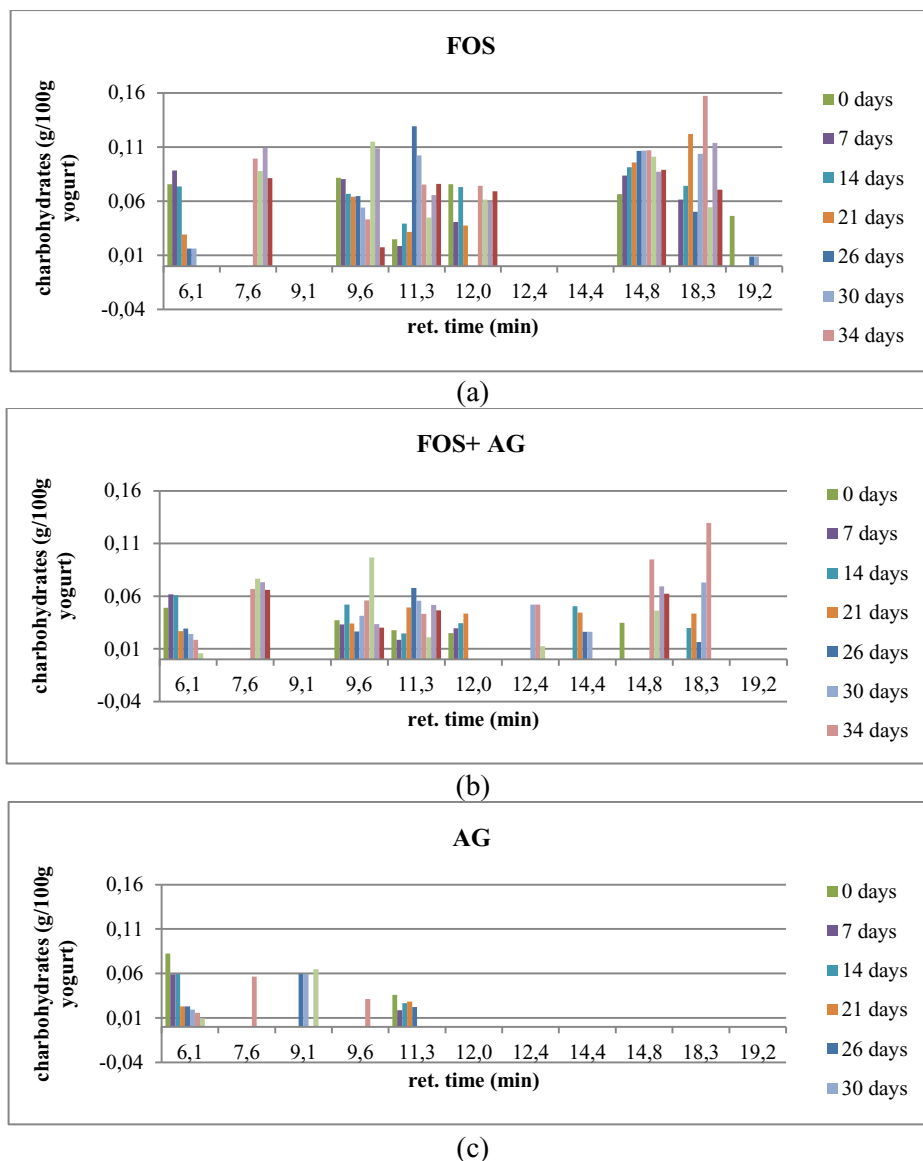 FOS
charbohydrates (g/100g
yogurt)
0,16
0,11
0,06
0,01
-0,04
6,1 7,6 9,1 9,6 11,3 12,0 12,4 14,4 14,8 18,3 19,2
ret. time (min)
0 days
7 days
14 days
21 days
26 days
30 days
34 days
(a)
FOS+ AG
charbohydrates (g/100g
yogurt)
0,16
0,11
0,06
0,01
-0,04
6,1 7,6 9,1 9,6 11,3 12,0 12,4 14,4 14,8 18,3 19,2
ret. time (min)
0 days
7 days
14 days
21 days
26 days
30 days
34 days
(b)
AG
charbohydrates (g/100g
yogurt)
0,16
0,11
0,06
0,01
-0,04
6,1 7,6 9,1 9,6 11,3 12,0 12,4 14,4 14,8 18,3 19,2
ret. time (min)
0 days
7 days
14 days
21 days
26 days
30 days
(c)